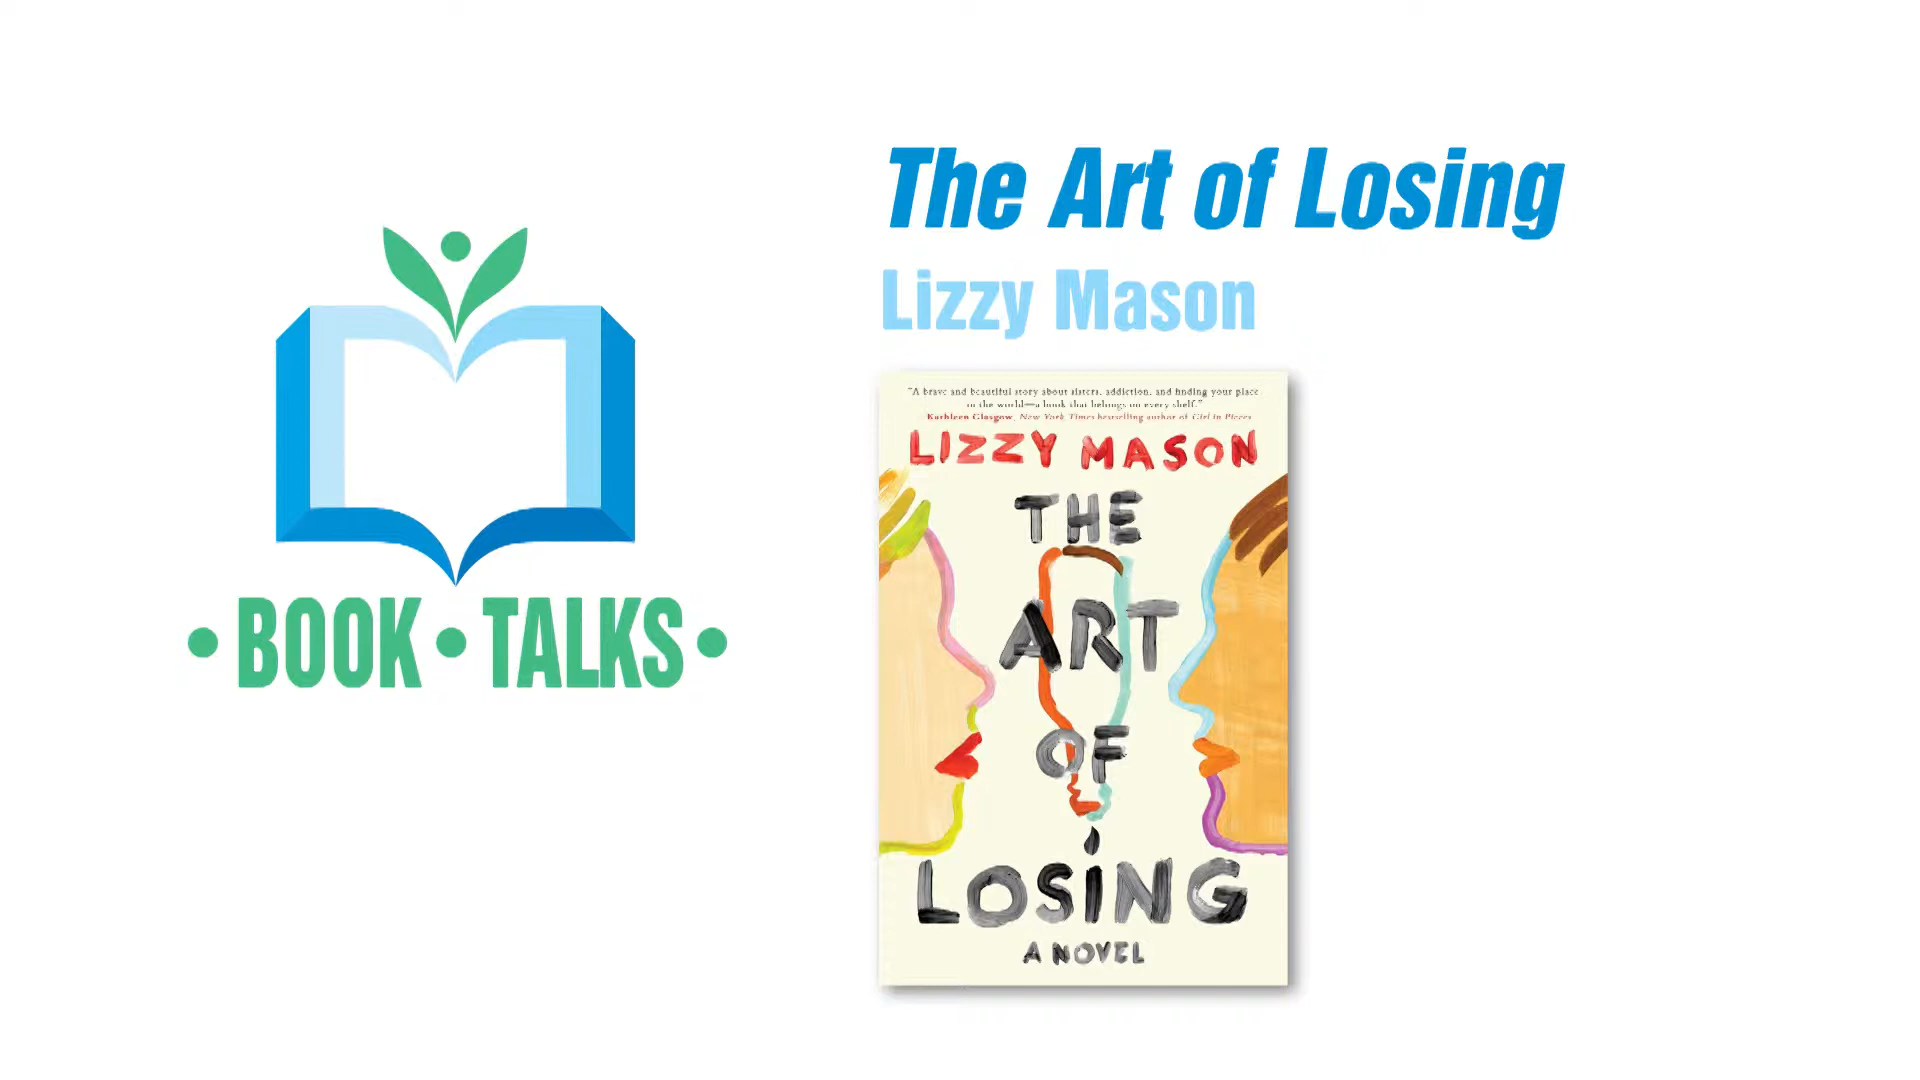 The Art of Losing
Lizzy Mason
"A brave and beautiful story about sisters, addiction, and finding your place
in the world—a book that belongs on every shelf."
Kathleen Glasgow, New York Times bestselling author of Girl in Pieces
LIZZY MASON
THE
ART
OF
LOSING
A NOVEL
• BOOK • TALKS •